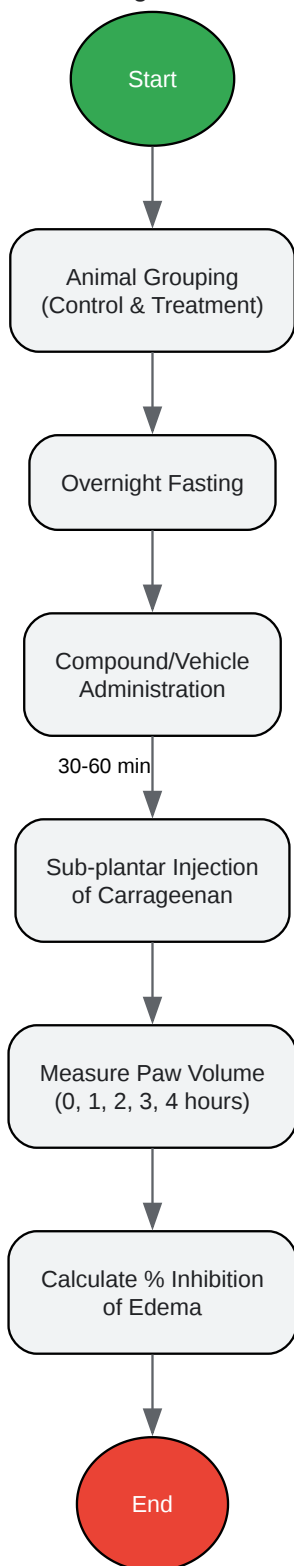 Start
Animal Grouping
(Control & Treatment)
Overnight Fasting
Compound/Vehicle
Administration
30-60 min
Sub-plantar Injection
of Carrageenan
Measure Paw Volume
(0, 1, 2, 3, 4 hours)
Calculate % Inhibition
of Edema
End